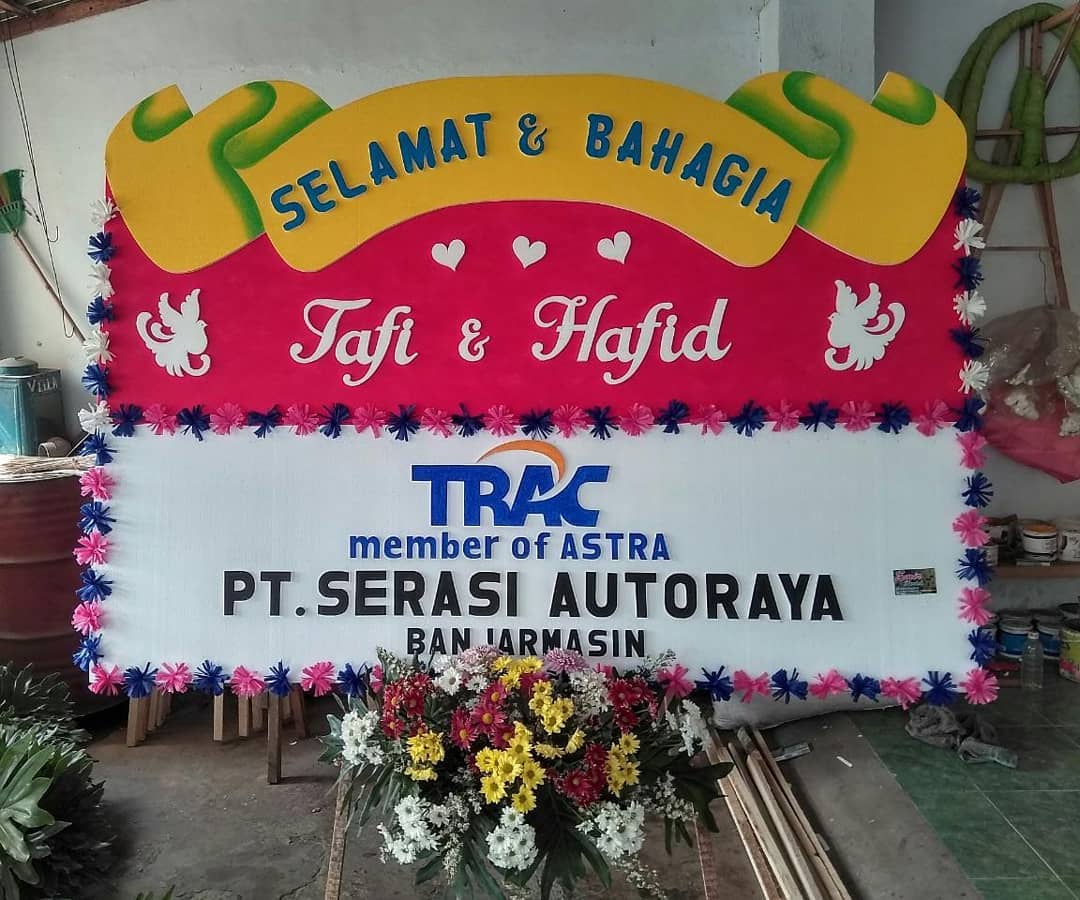 SELAMAT & BAHAGIA
Tafi & Hafid
TRAC
member of ASTRA
PT. SERASI AUTORAYA
BANJARMASIN